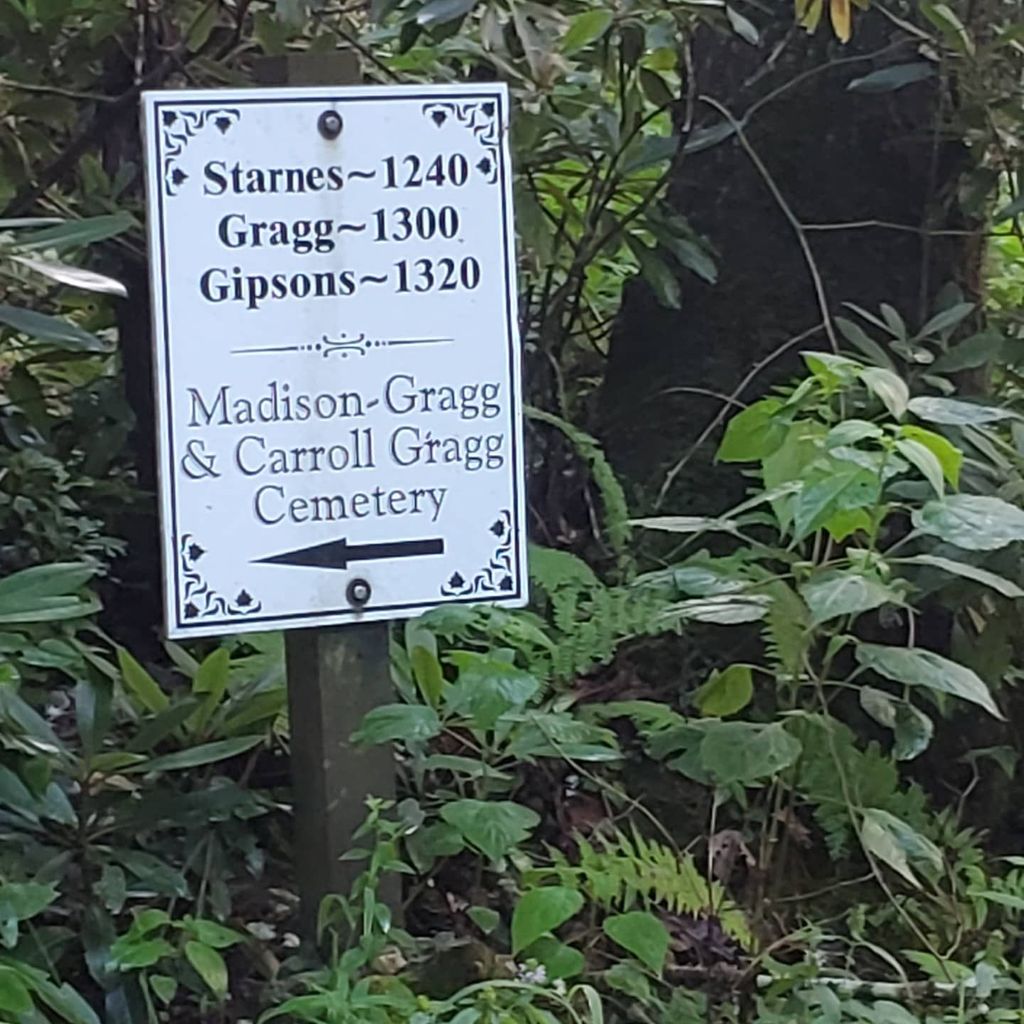 Starnes~1240
Gragg~1300
Gipsons~1320
Madison-Gragg
& Carroll Gragg
Cemetery